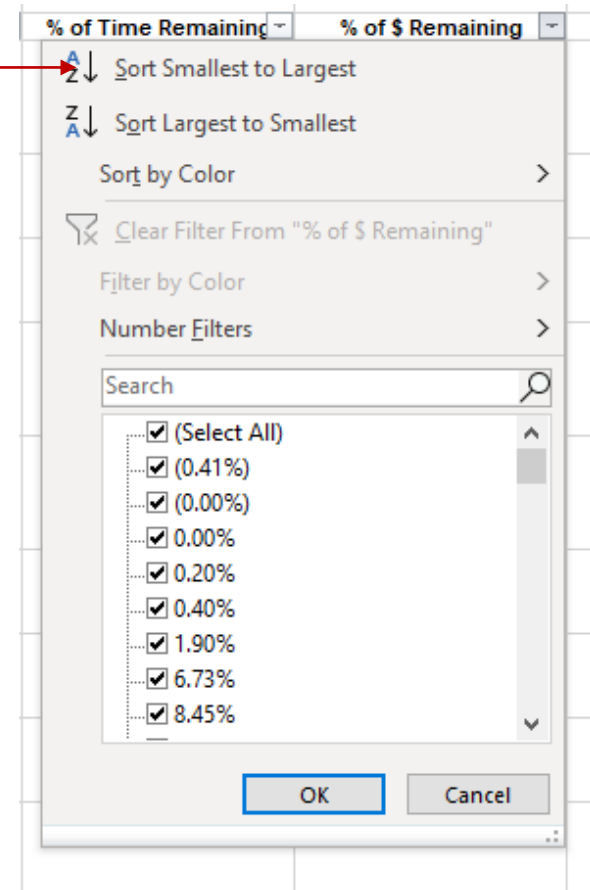 % of Time Remaining % of $ Remaining
Sort Smallest to Largest
Sort Largest to Smallest
Sort by Color
Clear Filter From "% of $ Remaining"
Filter by Color
Number Filters
Search
(Select All)
(0.41%)
(0.00%)
0.00%
0.20%
0.40%
1.90%
6.73%
8.45%
OK Cancel